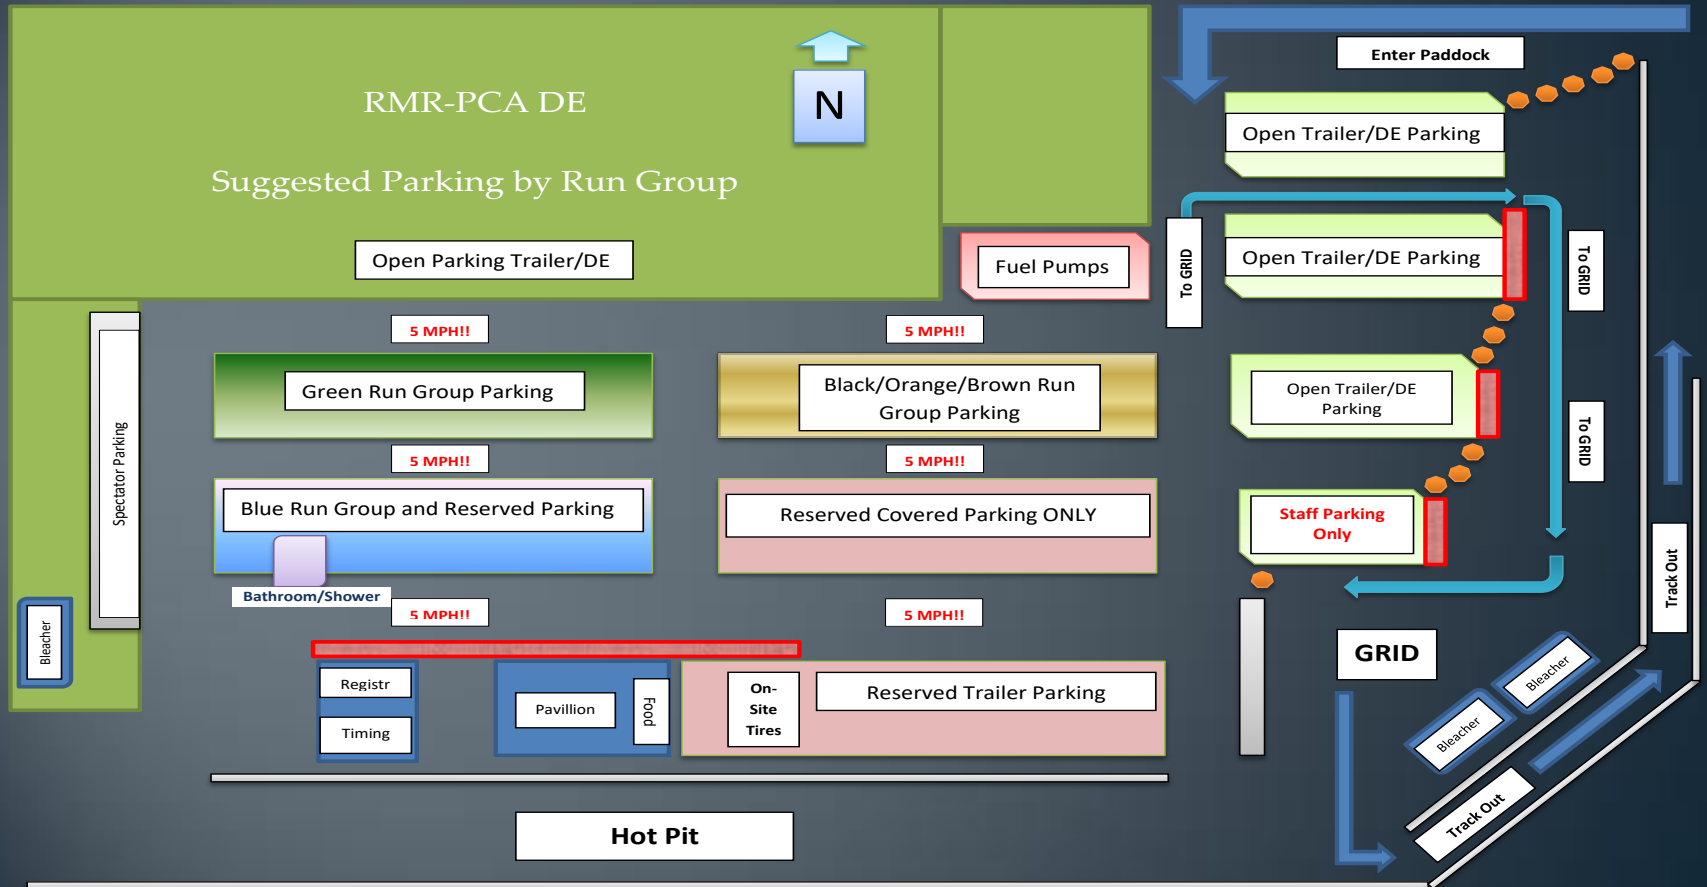 RMR-PCA DE
Suggested Parking by Run Group
N
Open Parking Trailer/DE
Enter Paddock
Open Trailer/DE Parking
Open Trailer/DE Parking
Fuel Pumps
To GRID
To GRID
5 MPH!!
5 MPH!!
Spectator Parking
Green Run Group Parking
Black/Orange/Brown Run
Group Parking
Open Trailer/DE
Parking
To GRID
5 MPH!!
5 MPH!!
Blue Run Group and Reserved Parking
Reserved Covered Parking ONLY
Staff Parking
Only
Bathroom/Shower
5 MPH!!
5 MPH!!
Track Out
Bleacher
GRID
Registr
Timing
Pavillion
Food
On-
Site
Tires
Reserved Trailer Parking
Bleacher
Bleacher
Track Out
Hot Pit